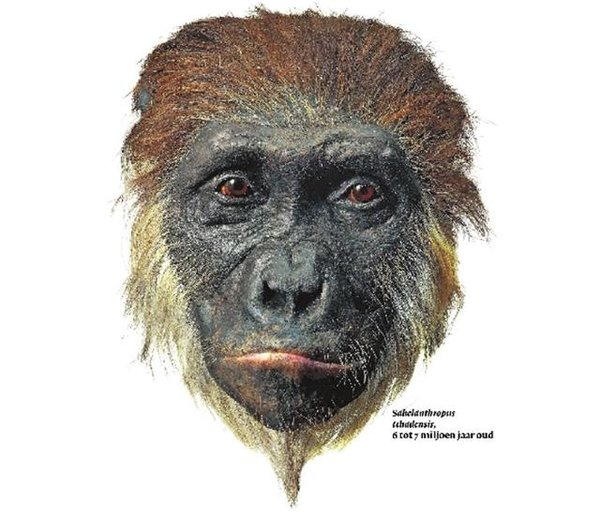 Sahelanthropus
tchadensis,
6 tot 7 miljoen jaar oud